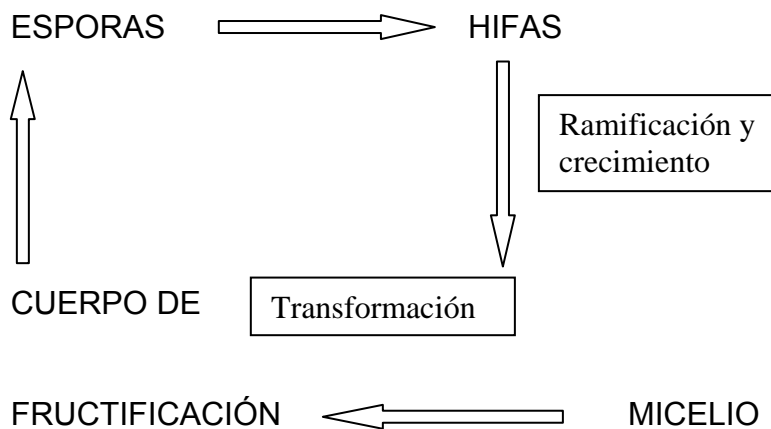 ESPORAS HIFAS
Ramificación y
crecimiento
CUERPO DE
Transformación
FRUCTIFICACIÓN MICELIO